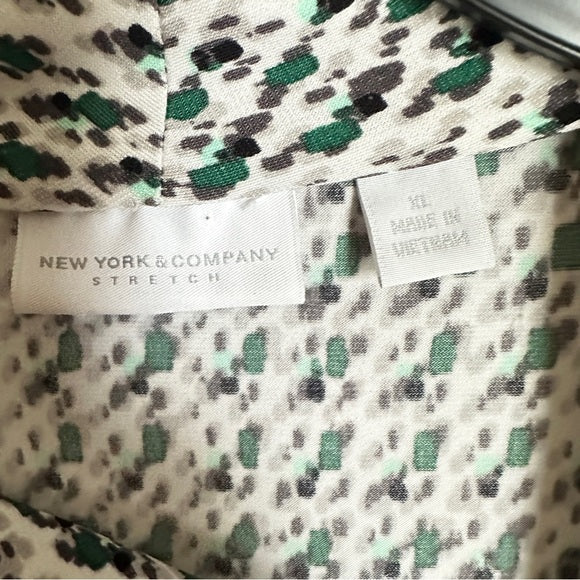 NEW YORK & COMPANY
STRETCH
XL
MADE IN
VIETNAM